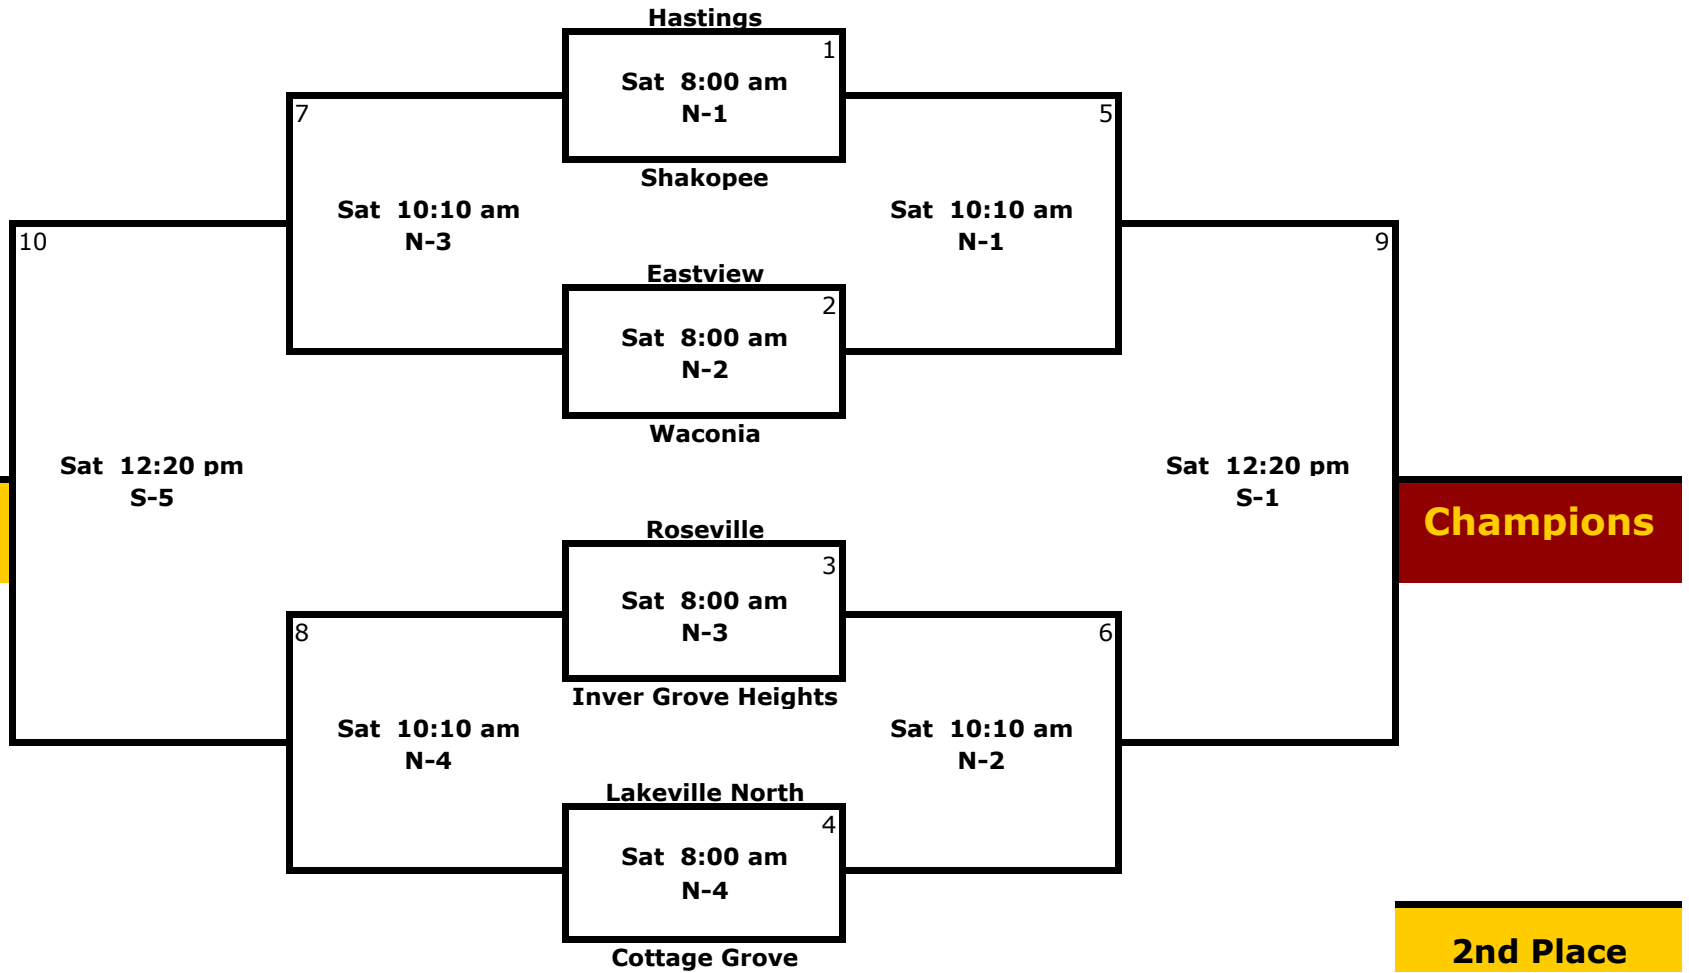 Hastings
1
Sat 8:00 am
N-1
Shakopee
7
5
Sat 10:10 am
N-3
Sat 10:10 am
N-1
10
9
Eastview
2
Sat 8:00 am
N-2
Waconia
Sat 12:20 pm
S-5
Sat 12:20 pm
S-1
Champions
Roseville
3
Sat 8:00 am
N-3
Inver Grove Heights
8
6
Sat 10:10 am
N-4
Sat 10:10 am
N-2
Lakeville North
4
Sat 8:00 am
N-4
Cottage Grove
2nd Place